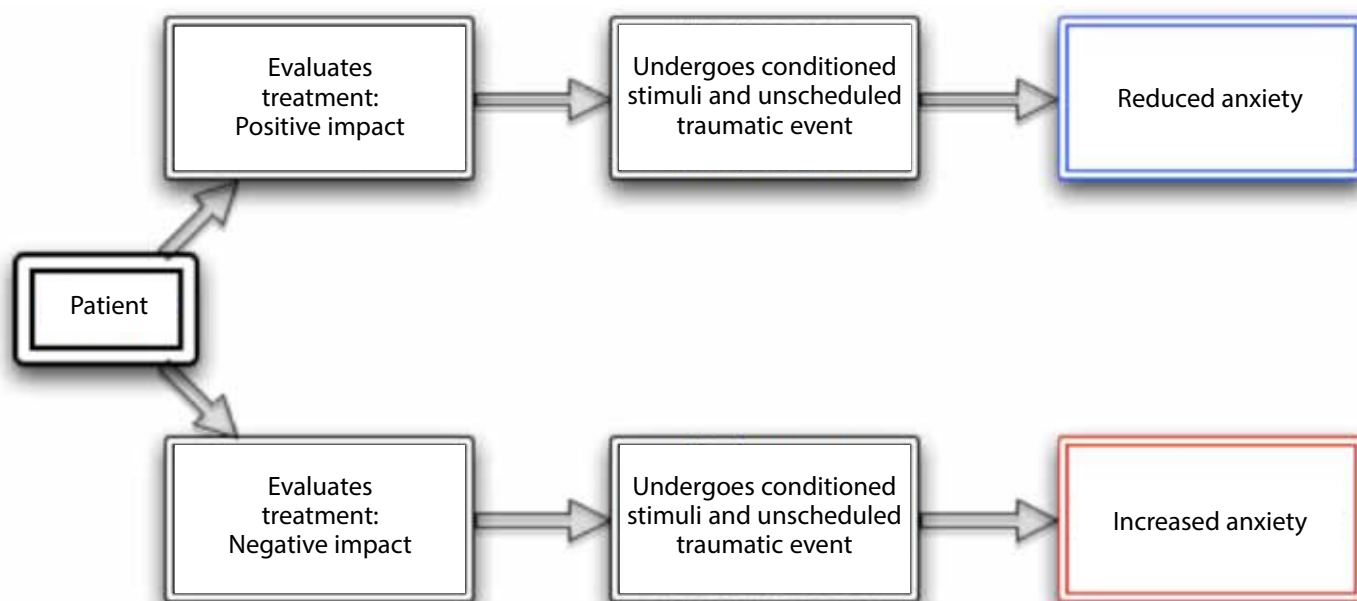 Evaluates
treatment:
Positive impact
Undergoes conditioned
stimuli and unscheduled
traumatic event
Reduced anxiety
Patient
Evaluates
treatment:
Negative impact
Undergoes conditioned
stimuli and unscheduled
traumatic event
Increased anxiety